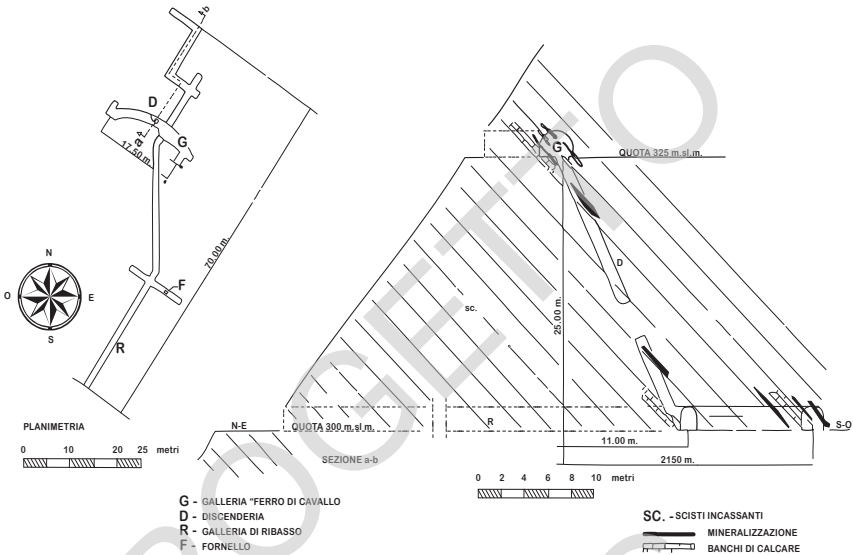 a-b
D
a
G
17.50 m.
70.00 m.
N
O
E
S
F
R
PLANIMETRIA
0 10 20 25 metri
G
QUOTA 325 m.sl.m.
D
sc.
25.00 m.
N-E
QUOTA 300 m.sl m.
R
S-O
11.00 m.
SEZIONE a-b
2150 m.
0 2 4 6 8 10 metri
G - GALLERIA "FERRO DI CAVALLO
D - DISCENDERIA
R - GALLERIA DI RIBASSO
F - FORNELLO
SC. - SCISTI INCASSANTI
MINERALIZZAZIONE
BANCHI DI CALCARE
PROGETTO